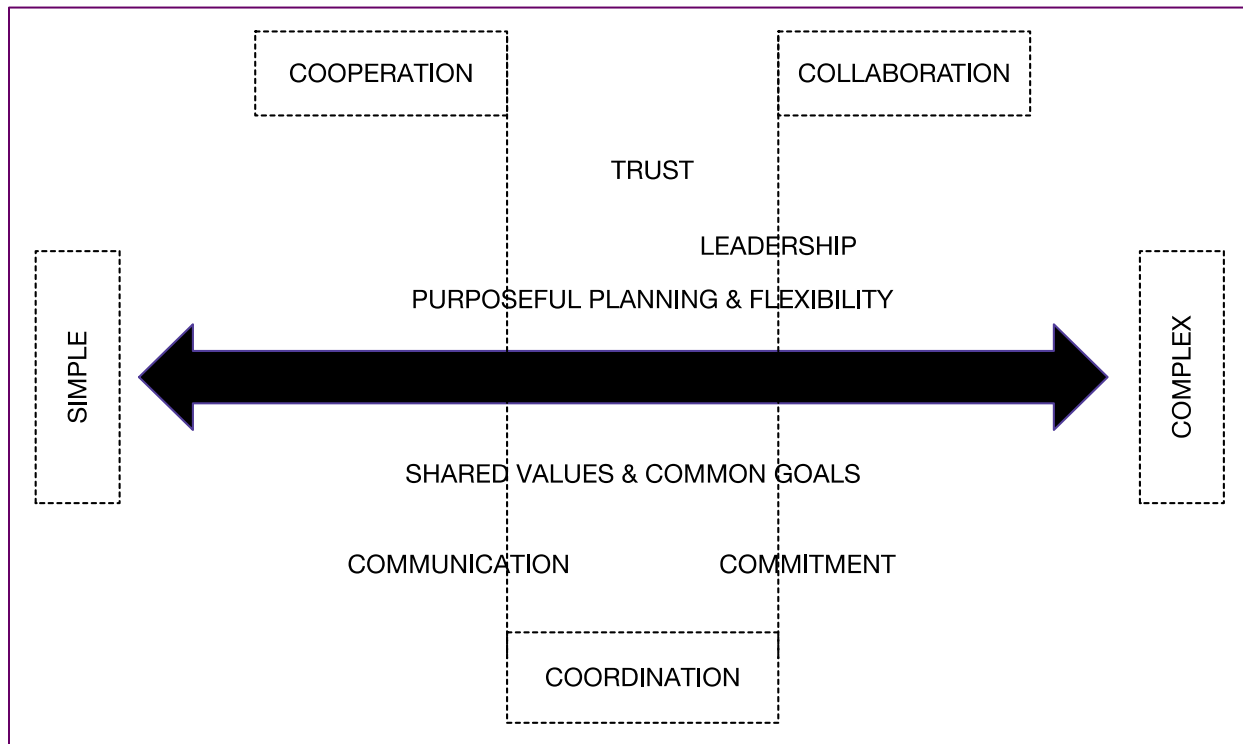 COOPERATION
COLLABORATION
TRUST
LEADERSHIP
PURPOSEFUL PLANNING & FLEXIBILITY
SIMPLE
COMPLEX
SHARED VALUES & COMMON GOALS
COMMUNICATION
COMMITMENT
COORDINATION